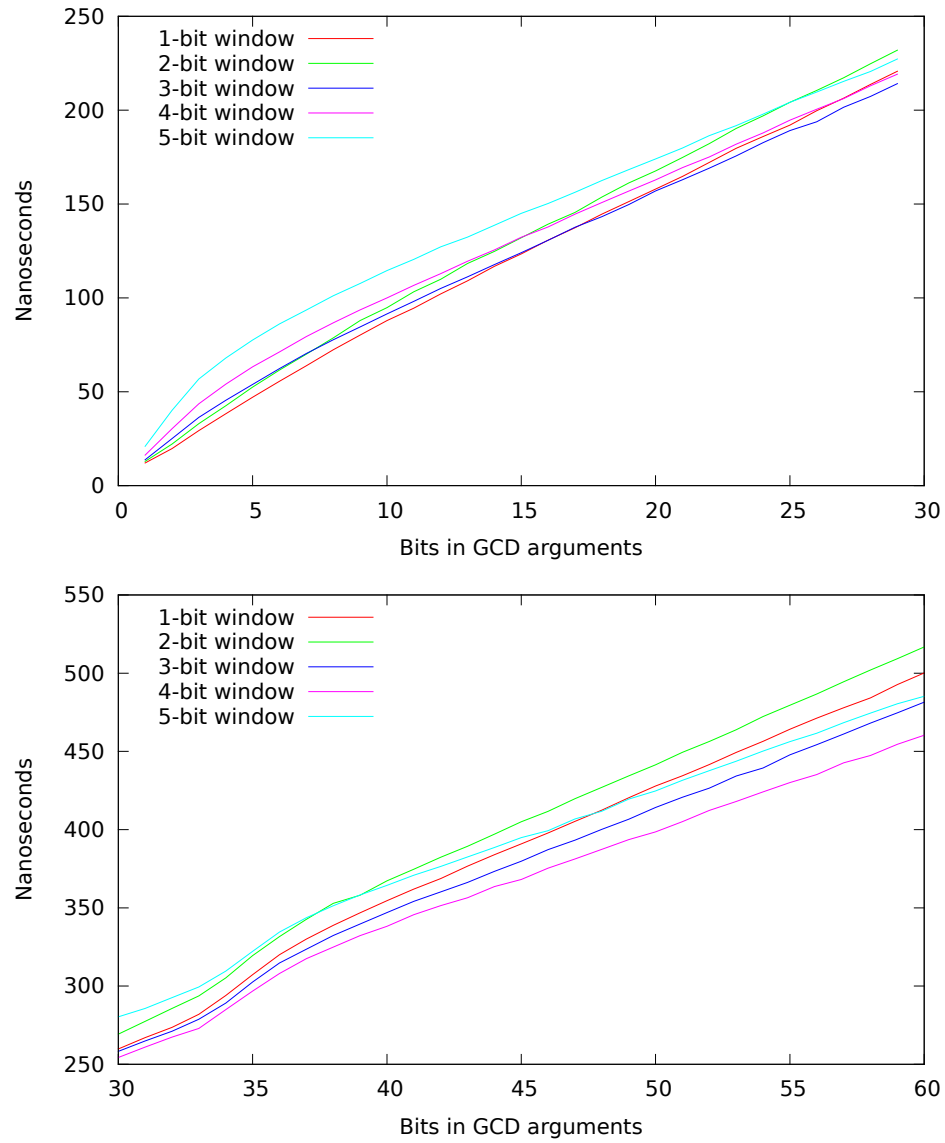 250
200
150
100
50
0
Nanoseconds
1-bit window
2-bit window
3-bit window
4-bit window
5-bit window
0 5 10 15 20 25 30
Bits in GCD arguments
550
500
450
400
350
300
250
Nanoseconds
1-bit window
2-bit window
3-bit window
4-bit window
5-bit window
30 35 40 45 50 55 60
Bits in GCD arguments